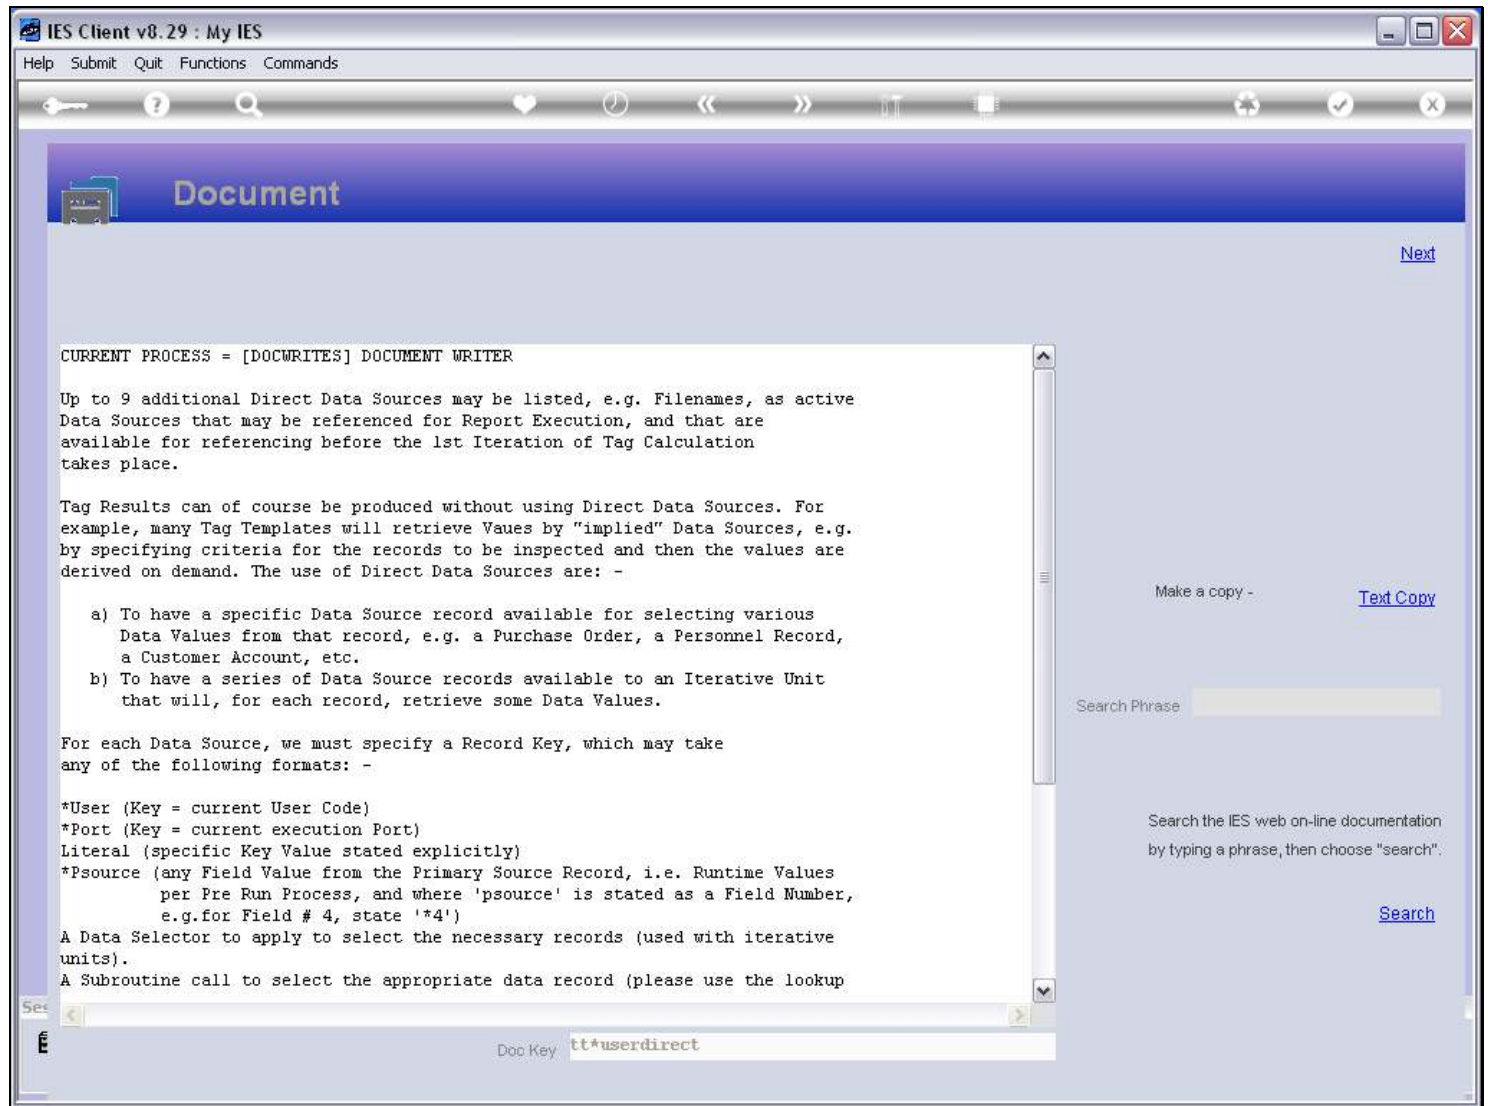 IES Client v8.29 : My IES
Help Submit Quit Functions Commands
Document
Next
CURRENT PROCESS = [DOCWRITES] DOCUMENT WRITER
Up to 9 additional Direct Data Sources may be listed, e.g. Filenames, as active
Data Sources that may be referenced for Report Execution, and that are
available for referencing before the 1st Iteration of Tag Calculation
takes place.
Tag Results can of course be produced without using Direct Data Sources. For
example, many Tag Templates will retrieve Vaues by "implied" Data Sources, e.g.
by specifying criteria for the records to be inspected and then the values are
derived on demand. The use of Direct Data Sources are: -
a) To have a specific Data Source record available for selecting various
Data Values from that record, e.g. a Purchase Order, a Personnel Record,
a Customer Account, etc.
b) To have a series of Data Source records available to an Iterative Unit
that will, for each record, retrieve some Data Values.
For each Data Source, we must specify a Record Key, which may take
any of the following formats: -
*User (Key = current User Code)
*Port (Key = current execution Port)
Literal (specific Key Value stated explicitly)
*Psource (any Field Value from the Primary Source Record, i.e. Runtime Values
per Pre Run Process, and where 'psource' is stated as a Field Number,
e.g.for Field # 4, state '*4')
A Data Selector to apply to select the necessary records (used with iterative
units).
A Subroutine call to select the appropriate data record (please use the lookup
Make a copy -
Text Copy
Search Phrase
Search the IES web on-line documentation
by typing a phrase, then choose "search".
Search
Ses
Doc Key tt*userdirect